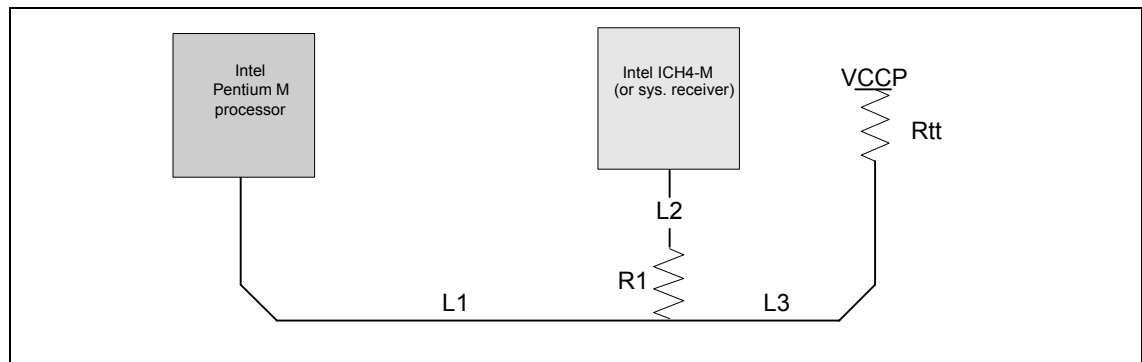 Intel
Pentium M
processor
Intel ICH4-M
(or sys. receiver)
VCCP
Rtt
L2
R1
L1
L3